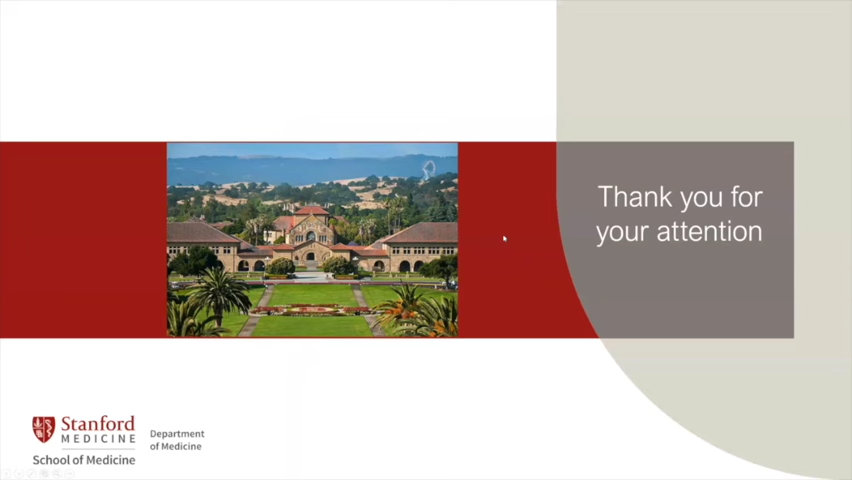 Thank you for
your attention
Stanford
MEDICINE
School of Medicine
Department
of Medicine